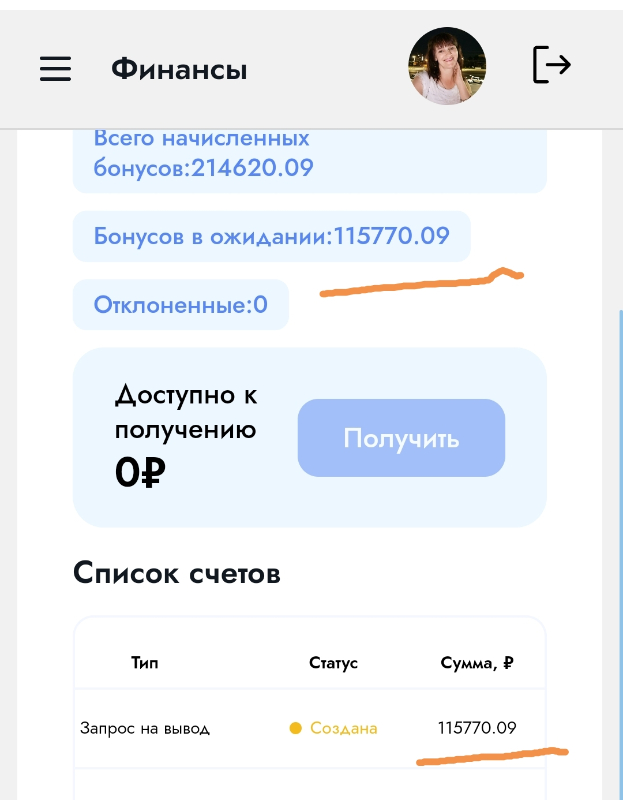 Финансы
Всего начисленных
бонусов:214620.09
Бонусов в ожидании:115770.09
Отклоненные:0
Доступно к
получению
0₽
Получить
Список счетов
Тип Статус Сумма, ₽
Запрос на вывод Создана 115770.09